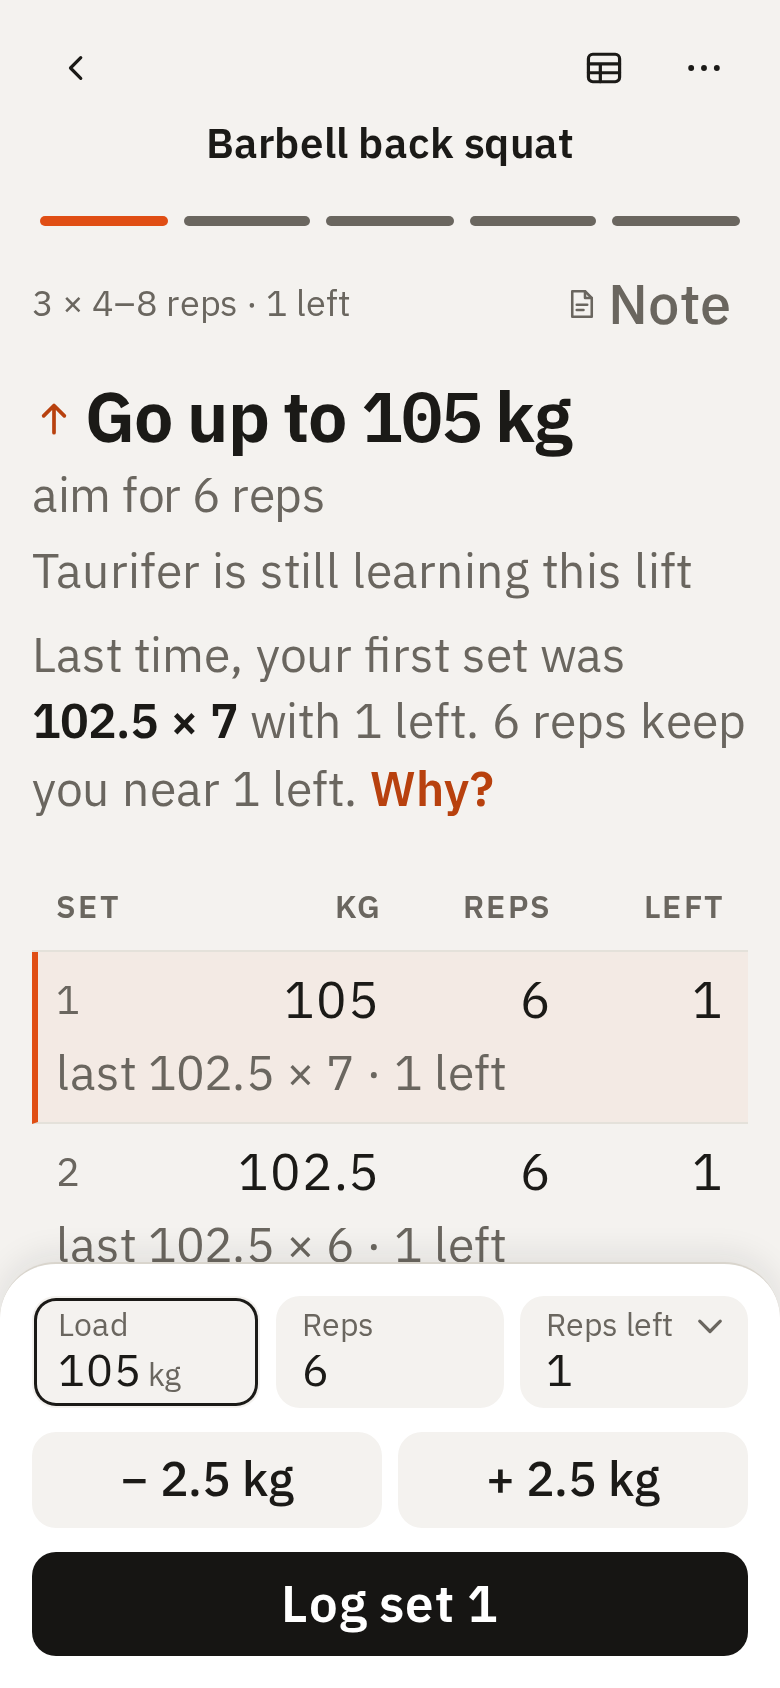 Barbell back squat
3 × 4–8 reps · 1 left
Note
↑ Go up to 105 kg
aim for 6 reps
Taurifer is still learning this lift
Last time, your first set was
102.5 × 7 with 1 left. 6 reps keep
you near 1 left. Why?
SET KG REPS LEFT
1 105 6 1
last 102.5 × 7 · 1 left
2 102.5 6 1
last 102.5 × 6 · 1 left
Load Reps Reps left
105 kg 6 1
− 2.5 kg + 2.5 kg
Log set 1